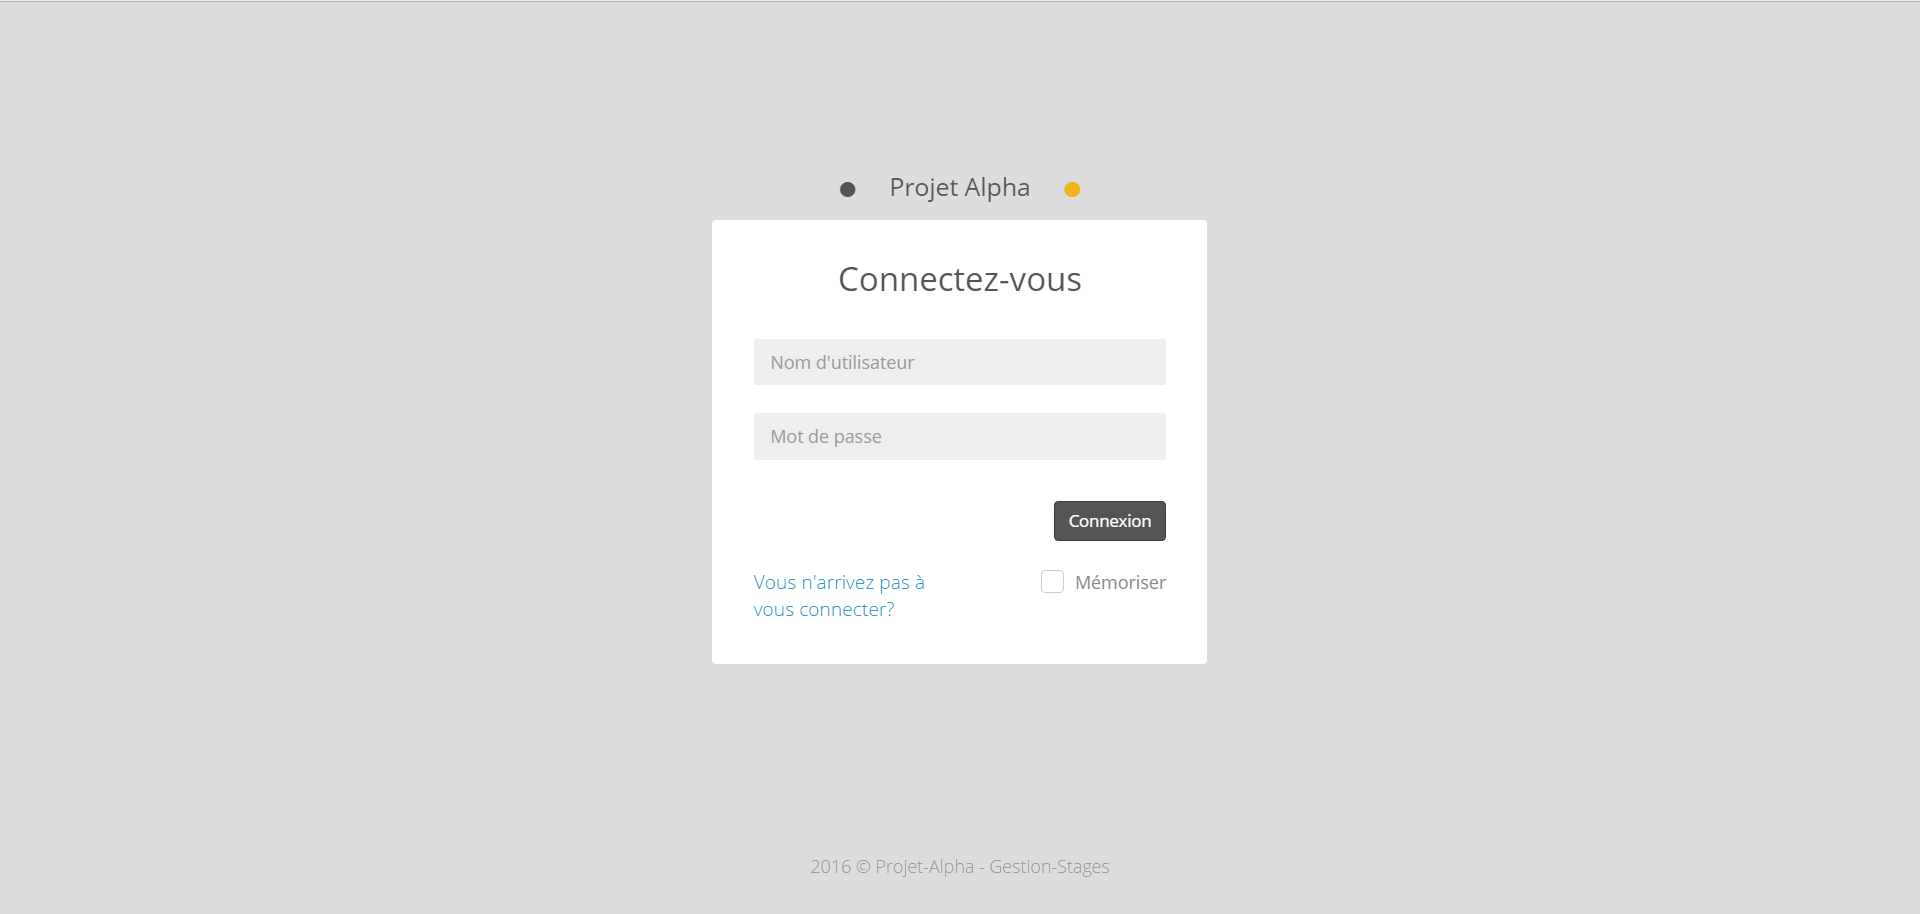 Projet Alpha
Connectez-vous
Nom d'utilisateur
Mot de passe
Connexion
Vous n'arrivez pas à
vous connecter?
Mémoriser
2016 © Projet-Alpha - Gestion-Stages